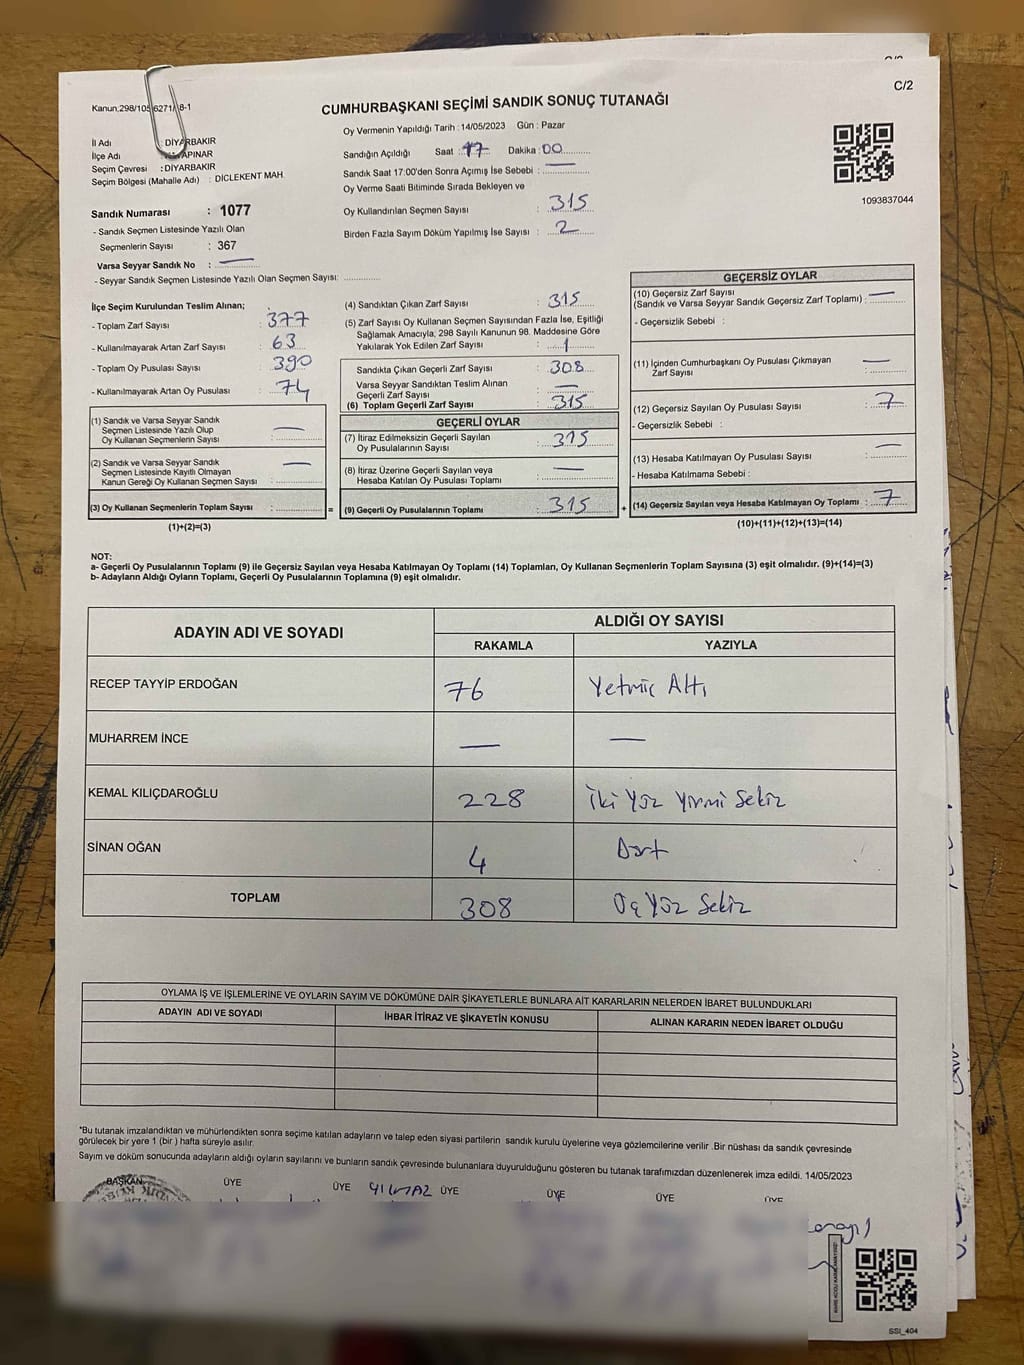 C/2
Kanun.298/105 6271/ 8-1
CUMHURBAŞKANI SEÇİMİ SANDIK SONUÇ TUTANAĞI
Oy Vermenin Yapıldığı Tarih : 14/05/2023 Gün : Pazar
İl Adı : DİYARBAKIR
İlçe Adı APINAR
Seçim Çevresi : DİYARBAKIR
Seçim Bölgesi (Mahalle Adı) : DİCLEKENT MAH.
Sandık Numarası : 1077
- Sandık Seçmen Listesinde Yazılı Olan
Seçmenlerin Sayısı : 367
Varsa Seyyar Sandık No : —
- Seyyar Sandık Seçmen Listesinde Yazılı Olan Seçmen Sayısı:
Sandığın Açıldığı Saat : 17 Dakika : 00
Sandık Saat 17:00'den Sonra Açımış İse Sebebi : —
Oy Verme Saati Bitiminde Sırada Bekleyen ve
Oy Kullandırılan Seçmen Sayısı : 315
Birden Fazla Sayım Döküm Yapılmış İse Sayısı : 2
1093837044
İlçe Seçim Kurulundan Teslim Alınan;
- Toplam Zarf Sayısı : 377
- Kullanılmayarak Artan Zarf Sayısı : 63
- Toplam Oy Pusulası Sayısı : 390
- Kullanılmayarak Artan Oy Pusulası : 74
(1) Sandık ve Varsa Seyyar Sandık
Seçmen Listesinde Yazılı Olup
Oy Kullanan Seçmenlerin Sayısı : —
(2) Sandık ve Varsa Seyyar Sandık
Seçmen Listesinde Kayıtlı Olmayan
Kanun Gereği Oy Kullanan Seçmen Sayısı : —
(3) Oy Kullanan Seçmenlerin Toplam Sayısı :
(1)+(2)=(3)
(4) Sandıktan Çıkan Zarf Sayısı : 315
(5) Zarf Sayısı Oy Kullanan Seçmen Sayısından Fazla İse, Eşitliği
Sağlamak Amacıyla, 298 Sayılı Kanunun 98. Maddesine Göre
Yakılarak Yok Edilen Zarf Sayısı : 1
Sandıkta Çıkan Geçerli Zarf Sayısı : 308
Varsa Seyyar Sandıktan Teslim Alınan
Geçerli Zarf Sayısı : —
(6) Toplam Geçerli Zarf Sayısı : 315
GEÇERLİ OYLAR
(7) İtiraz Edilmeksizin Geçerli Sayılan
Oy Pusulalarının Sayısı : 315
(8) İtiraz Üzerine Geçerli Sayılan veya
Hesaba Katılan Oy Pusulası Toplamı : —
= (9) Geçerli Oy Pusulalarının Toplamı : 315
GEÇERSİZ OYLAR
(10) Geçersiz Zarf Sayısı
(Sandık ve Varsa Seyyar Sandık Geçersiz Zarf Toplamı) : —
- Geçersizlik Sebebi :
(11) İçinden Cumhurbaşkanı Oy Pusulası Çıkmayan
Zarf Sayısı : —
(12) Geçersiz Sayılan Oy Pusulası Sayısı : 7
- Geçersizlik Sebebi :
(13) Hesaba Katılmayan Oy Pusulası Sayısı : —
- Hesaba Katılmama Sebebi :
+ (14) Geçersiz Sayılan veya Hesaba Katılmayan Oy Toplamı : 7
(10)+(11)+(12)+(13)=(14)
NOT:
a- Geçerli Oy Pusulalarının Toplamı (9) ile Geçersiz Sayılan veya Hesaba Katılmayan Oy Toplamı (14) Toplamları, Oy Kullanan Seçmenlerin Toplam Sayısına (3) eşit olmalıdır. (9)+(14)=(3)
b- Adayların Aldığı Oyların Toplamı, Geçerli Oy Pusulalarının Toplamına (9) eşit olmalıdır.
ADAYIN ADI VE SOYADI ALDIĞI OY SAYISI
RAKAMLA YAZIYLA
RECEP TAYYİP ERDOĞAN 76 Yetmiç Altı
MUHARREM İNCE — —
KEMAL KILIÇDAROĞLU 228 İki Yüz Yirmi Sekiz
SİNAN OĞAN 4 Dört
TOPLAM 308 Üç Yüz Sekiz
OYLAMA İŞ VE İŞLEMLERİNE VE OYLARIN SAYIM VE DÖKÜMÜNE DAİR ŞİKAYETLERLE BUNLARA AİT KARARLARIN NELERDEN İBARET BULUNDUKLARI
ADAYIN ADI VE SOYADI İHBAR İTİRAZ VE ŞİKAYETİN KONUSU ALINAN KARARIN NEDEN İBARET OLDUĞU
*Bu tutanak imzalandıktan ve mühürlendikten sonra seçime katılan adayların ve talep eden siyasi partilerin sandık kurulu üyelerine veya gözlemcilerine verilir .Bir nüshası da sandık çevresinde
görülecek bir yere 1 (bir ) hafta süreyle asılır.
Sayım ve döküm sonucunda adayların aldığı oyların sayılarını ve bunların sandık çevresinde bulunanlara duyurulduğunu gösteren bu tutanak tarafımızdan düzenlenerek imza edildi. 14/05/2023
BAŞKAN ÜYE ÜYE YILMAZ ÜYE ÜYE ÜYE ÜYE
SSI_404